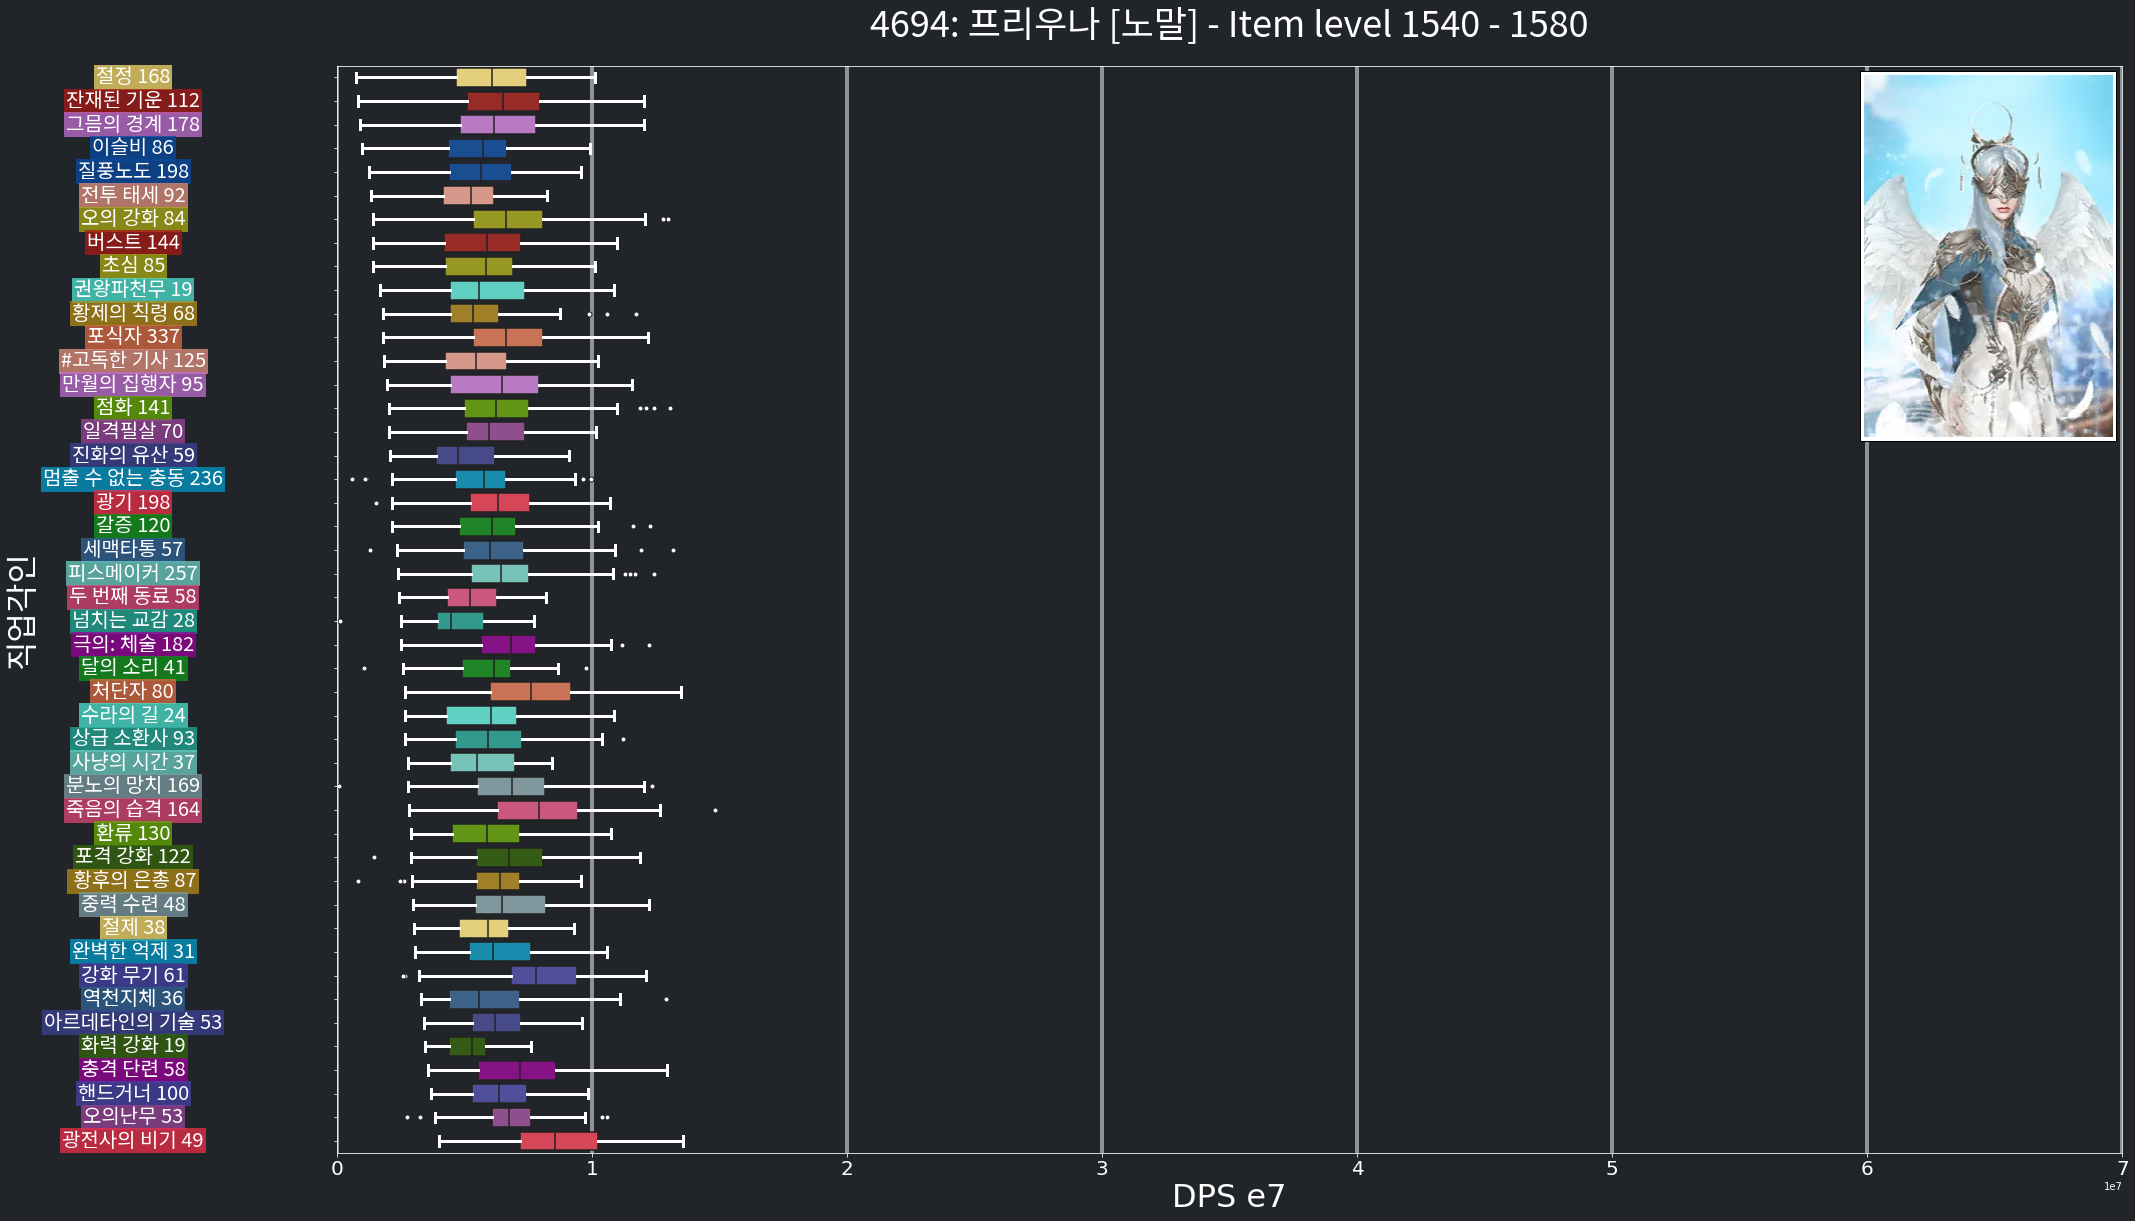 4694: 프리우나 [노말] - Item level 1540 - 1580
절정 168
잔재된 기운 112
그믐의 경계 178
이슬비 86
질풍노도 198
전투 태세 92
오의 강화 84
버스트 144
초심 85
권왕파천무 19
황제의 칙령 68
포식자 337
#고독한 기사 125
만월의 집행자 95
점화 141
일격필살 70
진화의 유산 59
멈출 수 없는 충동 236
광기 198
갈증 120
세맥타통 57
피스메이커 257
두 번째 동료 58
넘치는 교감 28
극의: 체술 182
달의 소리 41
처단자 80
수라의 길 24
상급 소환사 93
사냥의 시간 37
분노의 망치 169
죽음의 습격 164
환류 130
포격 강화 122
황후의 은총 87
중력 수련 48
절제 38
완벽한 억제 31
강화 무기 61
역천지체 36
아르데타인의 기술 53
화력 강화 19
충격 단련 58
핸드거너 100
오의난무 53
광전사의 비기 49
직업각인
0 1 2 3 4 5 6 7
1e7
DPS e7